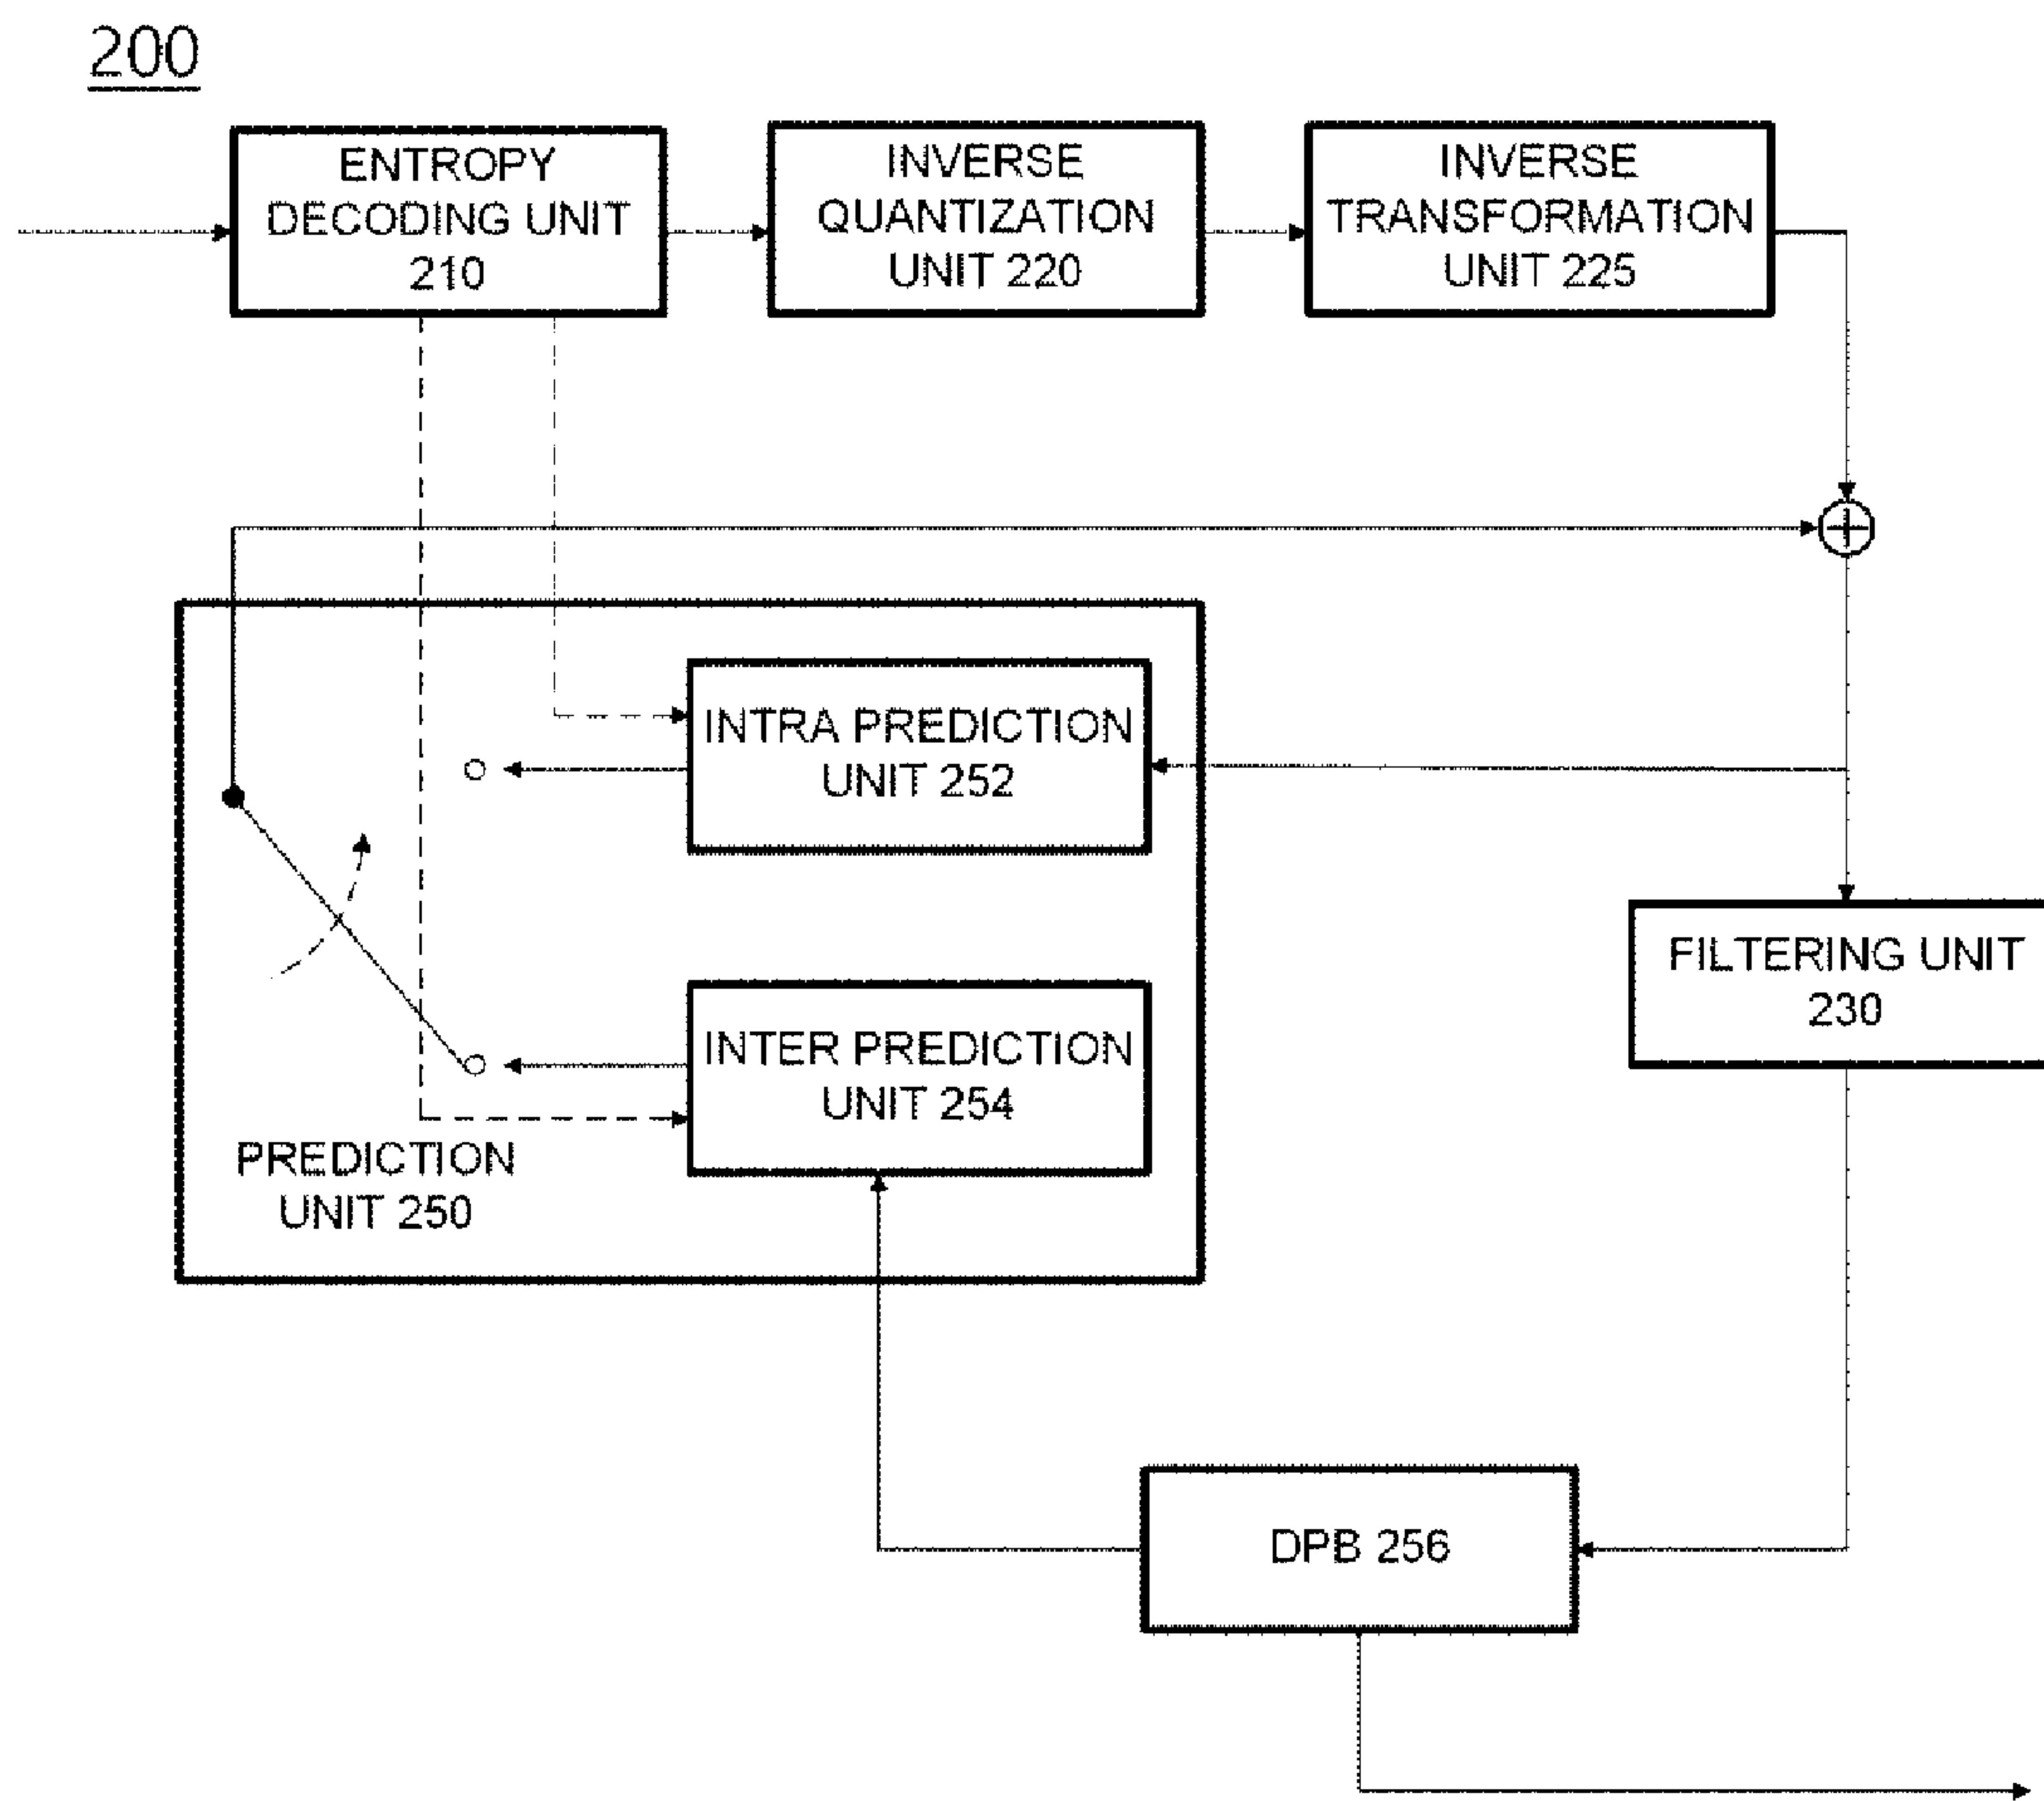 200
ENTROPY
DECODING UNIT
210
INVERSE
QUANTIZATION
UNIT 220
INVERSE
TRANSFORMATION
UNIT 225
INTRA PREDICTION
UNIT 252
FILTERING UNIT
230
INTER PREDICTION
UNIT 254
PREDICTION
UNIT 250
DPB 256